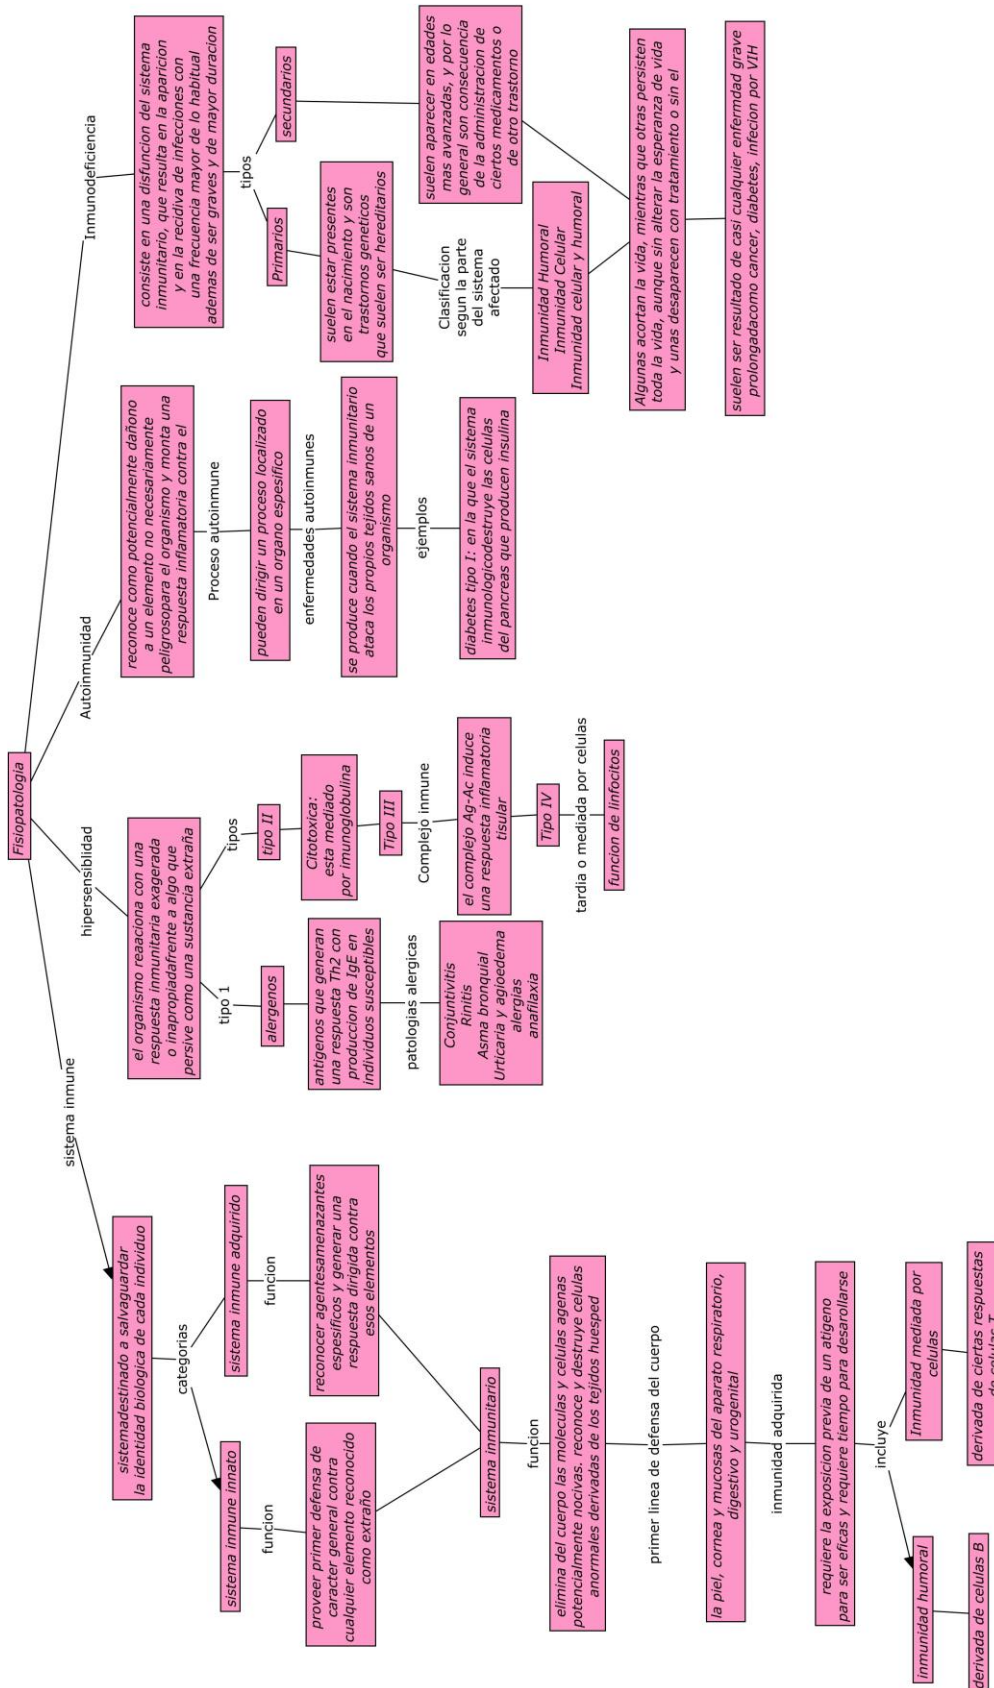 Fisiopatologia
sistema inmune
sistemadestinado a salvaguardar
la identidad biologica de cada individuo
categorias
sistema inmune innato
funcion
proveer primer defensa de
caracter general contra
cualquier elemento reconocido
como extraño
sistema inmune adquirido
funcion
reconocer agentesamenazantes
espesificos y generar una
respuesta dirigida contra
esos elementos
sistema inmunitario
funcion
elimina del cuerpo las moleculas y celulas agenas
potencialmente nocivas. reconoce y destruye celulas
anormales derivadas de los tejidos huesped
primer linea de defensa del cuerpo
la piel, cornea y mucosas del aparato respiratorio,
digestivo y urogenital
inmunidad adquirida
requiere la exposicion previa de un atigeno
para ser eficas y requiere tiempo para desarollarse
incluye
inmunidad humoral
derivada de celulas B
Inmunidad mediada por
celulas
derivada de ciertas respuestas
de celulas T
hipersensiblidad
el organismo reaaciona con una
respuesta inmunitaria exagerada
o inapropiadafrente a algo que
persive como una sustancia extraña
tipo 1
alergenos
antigenos que generan
una respuesta Th2 con
produccion de IgE en
individuos susceptibles
patologias alergicas
Conjuntivitis
Rinitis
Asma bronquial
Urticaria y agioedema
alergias
anafilaxia
tipos
tipo II
Citotoxica:
esta mediado
por imunoglobulina
Tipo III
Complejo inmune
el complejo Ag-Ac induce
una respuesta inflamatoria
tisular
Tipo IV
tardia o mediada por celulas
funcion de linfocitos
Autoinmunidad
reconoce como potencialmente dañono
a un elemento no necesariamente
peligrosopara el organismo y monta una
respuesta inflamatoria contra el
Proceso autoinmune
pueden dirigir un proceso localizado
en un organo espesifico
enfermedades autoinmunes
se produce cuando el sistema inmunitario
ataca los propios tejidos sanos de un
organismo
ejemplos
diabetes tipo I: en la que el sistema
inmunologicodestruye las celulas
del pancreas que producen insulina
Inmunodeficiencia
consiste en una disfuncion del sistema
inmunitario, que resulta en la aparicion
y en la recidiva de infecciones con
una frecuencia mayor de lo habitual
ademas de ser graves y de mayor duracion
tipos
Primarios
suelen estar presentes
en el nacimiento y son
trastornos geneticos
que suelen ser hereditarios
Clasificacion
segun la parte
del sistema
afectado
Inmunidad Humoral
Inmunidad Celular
Inmunidad celular y humoral
secundarios
suelen aparecer en edades
mas avanzadas, y por lo
general son consecuencia
de la administracion de
ciertos medicamentos o
de otro trastorno
Algunas acortan la vida, mientras que otras persisten
toda la vida, aunque sin alterar la esperanza de vida
y unas desaparecen con tratamiento o sin el
suelen ser resultado de casi cualquier enfermdad grave
prolongadacomo cancer, diabetes, infecion por VIH